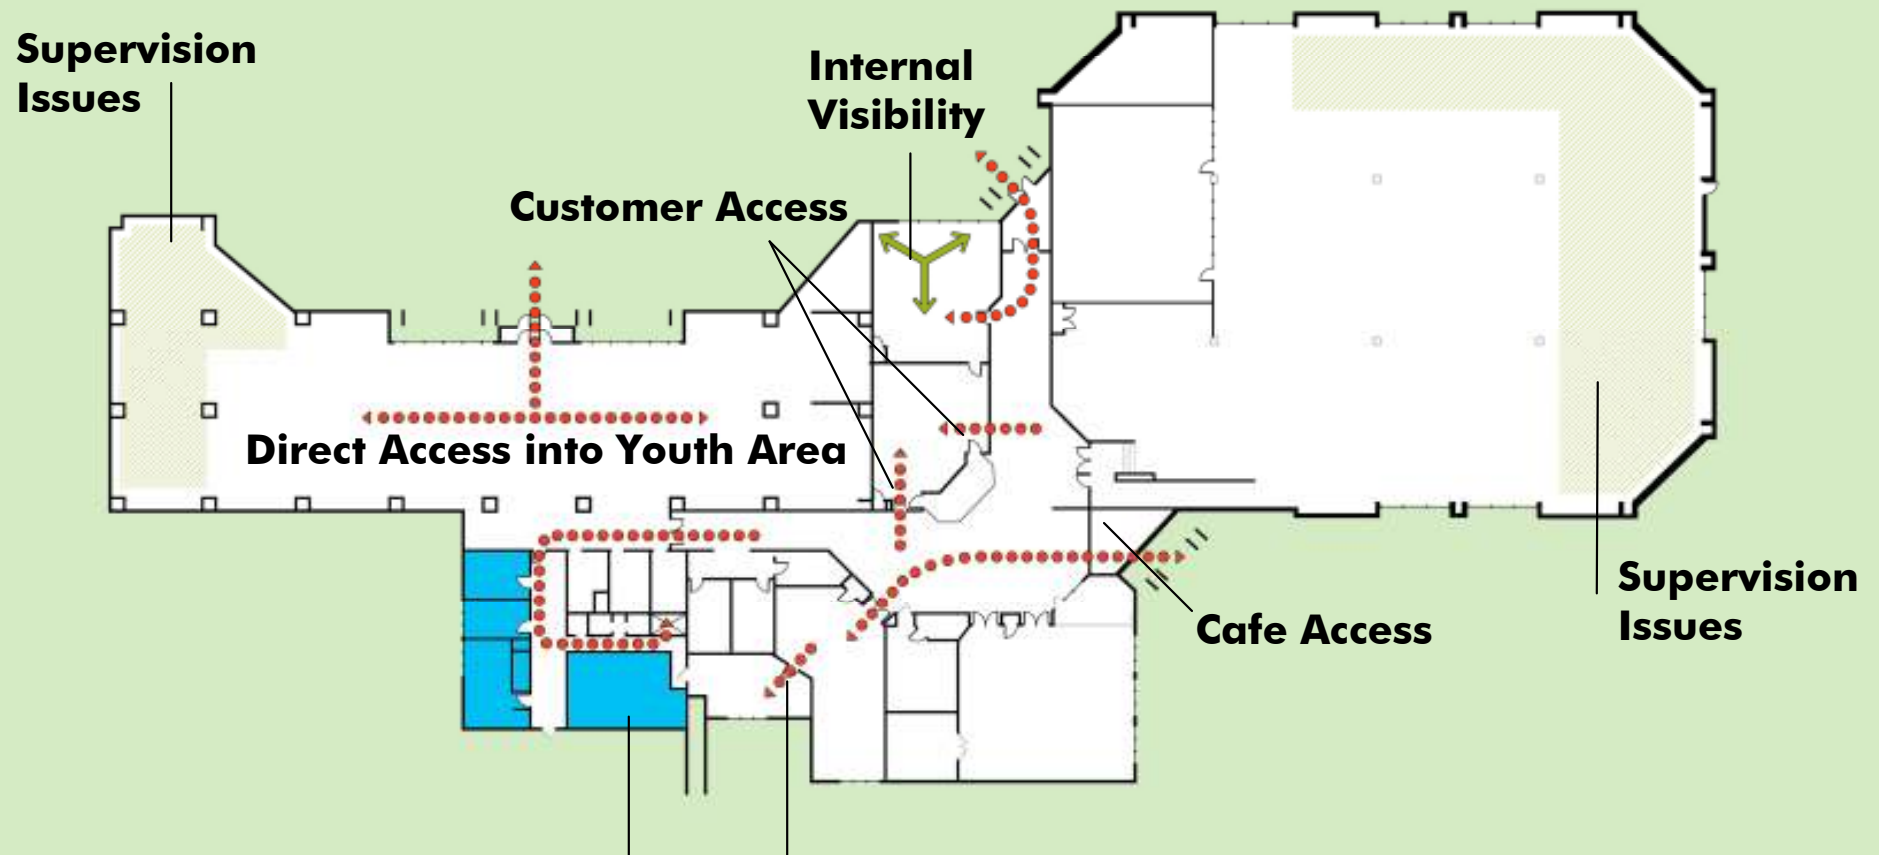 Supervision
Issues
Internal
Visibility
Customer Access
Direct Access into Youth Area
Cafe Access
Supervision
Issues